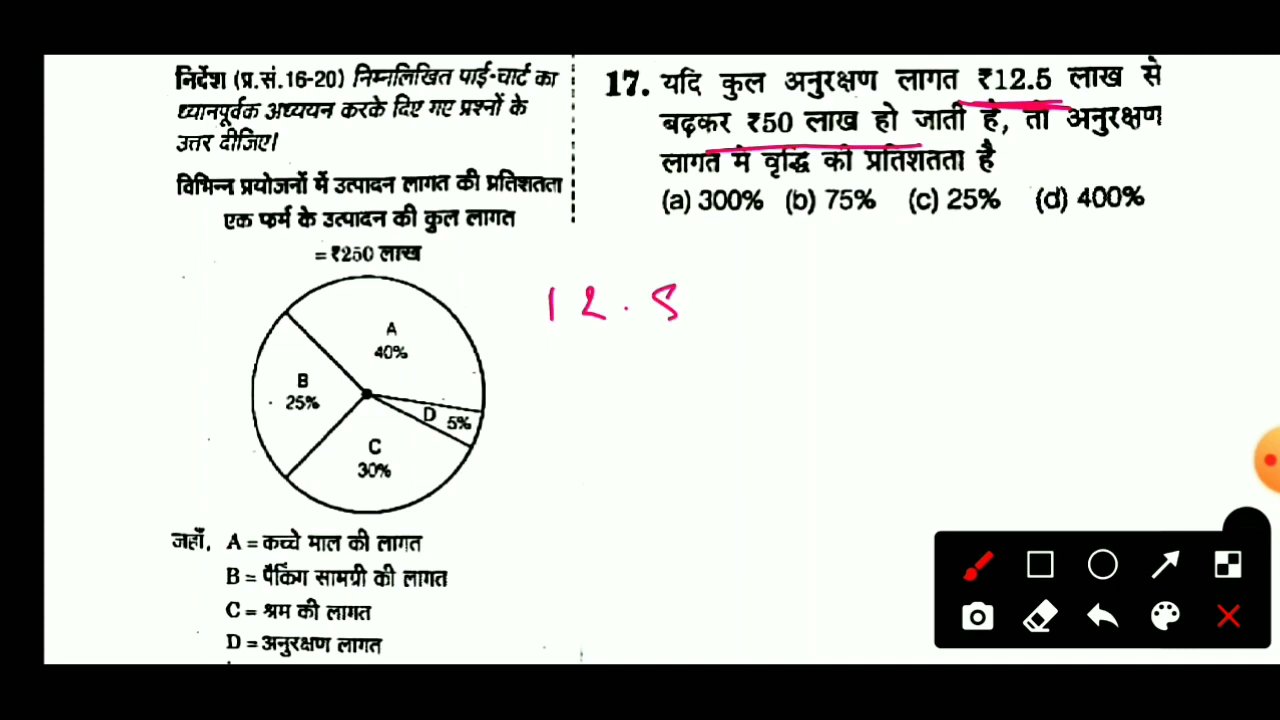 निर्देश (प्र.सं.16-20) निम्नलिखित पाई-चार्ट का
ध्यानपूर्वक अध्ययन करके दिए गए प्रश्नों के
उत्तर दीजिए।
विभिन्न प्रयोजनों में उत्पादन लागत की प्रतिशतता
एक फर्म के उत्पादन की कुल लागत
= ₹250 लाख
A
40%
B
25%
D 5%
C
30%
जहाँ, A = कच्चे माल की लागत
B = पैकिंग सामग्री की लागत
C = श्रम की लागत
D = अनुरक्षण लागत
17. यदि कुल अनुरक्षण लागत ₹12.5 लाख से
बढ़कर ₹50 लाख हो जाती है, तो अनुरक्षण
लागत में वृद्धि की प्रतिशतता है
(a) 300% (b) 75% (c) 25% (d) 400%
12.5